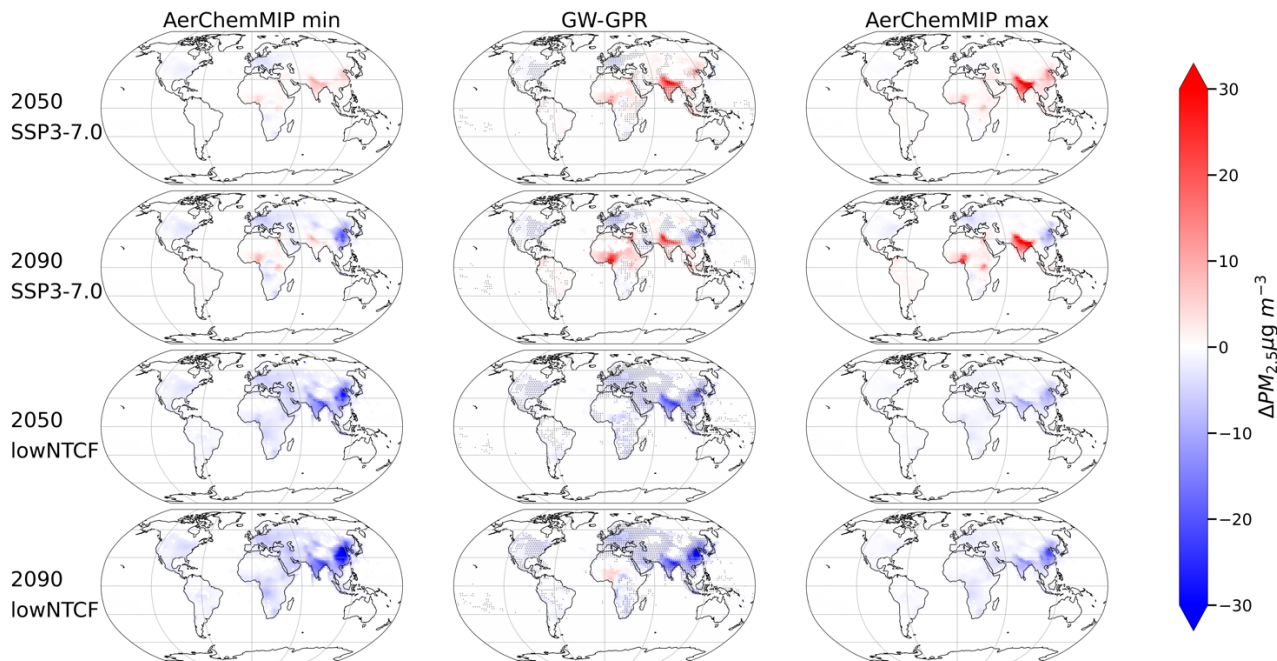 AerChemMIP min
GW-GPR
AerChemMIP max
2050
SSP3-7.0
2090
SSP3-7.0
2050
lowNTCF
2090
lowNTCF
30
20
10
0
−10
−20
−30
ΔPM2.5μg m−3